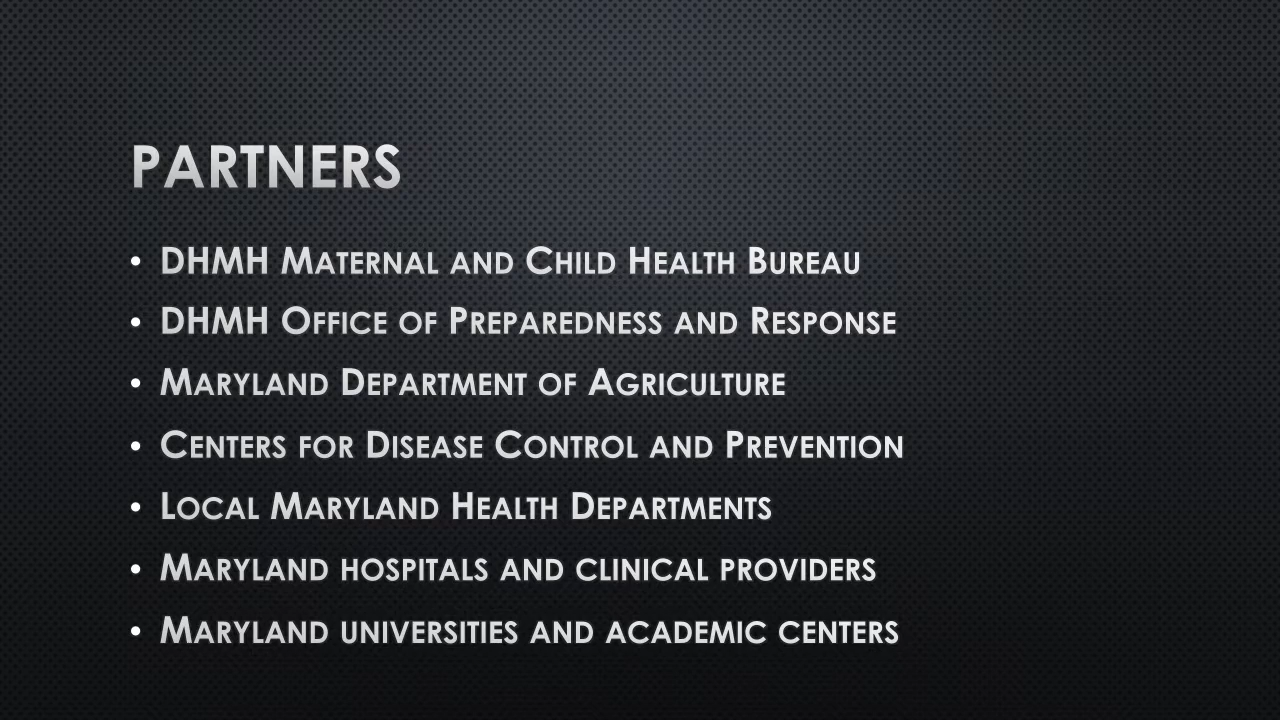 PARTNERS
• DHMH Maternal and Child Health Bureau
• DHMH Office of Preparedness and Response
• Maryland Department of Agriculture
• Centers for Disease Control and Prevention
• Local Maryland Health Departments
• Maryland hospitals and clinical providers
• Maryland universities and academic centers